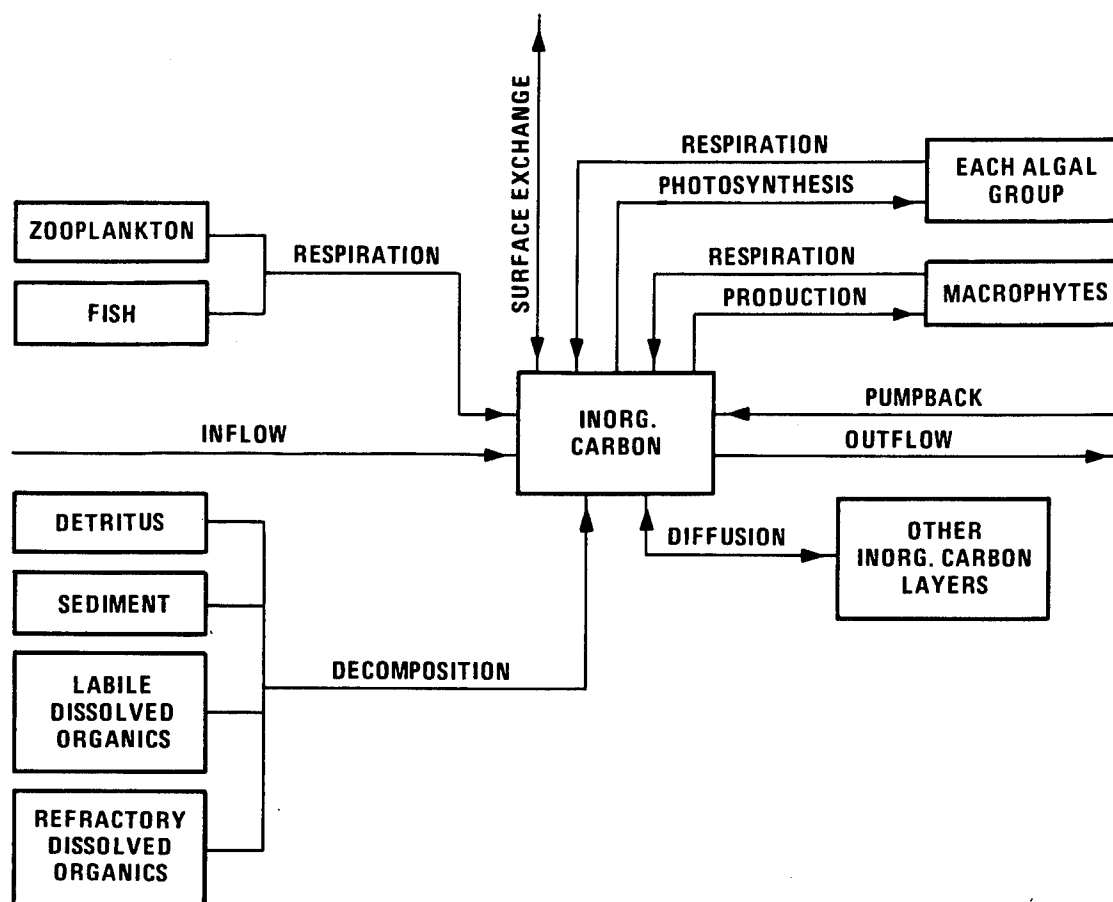 SURFACE EXCHANGE
RESPIRATION
PHOTOSYNTHESIS
EACH ALGAL
GROUP
ZOOPLANKTON
FISH
RESPIRATION
RESPIRATION
PRODUCTION
MACROPHYTES
INORG.
CARBON
PUMPBACK
OUTFLOW
INFLOW
DETRITUS
SEDIMENT
LABILE
DISSOLVED
ORGANICS
REFRACTORY
DISSOLVED
ORGANICS
DECOMPOSITION
DIFFUSION
OTHER
INORG. CARBON
LAYERS